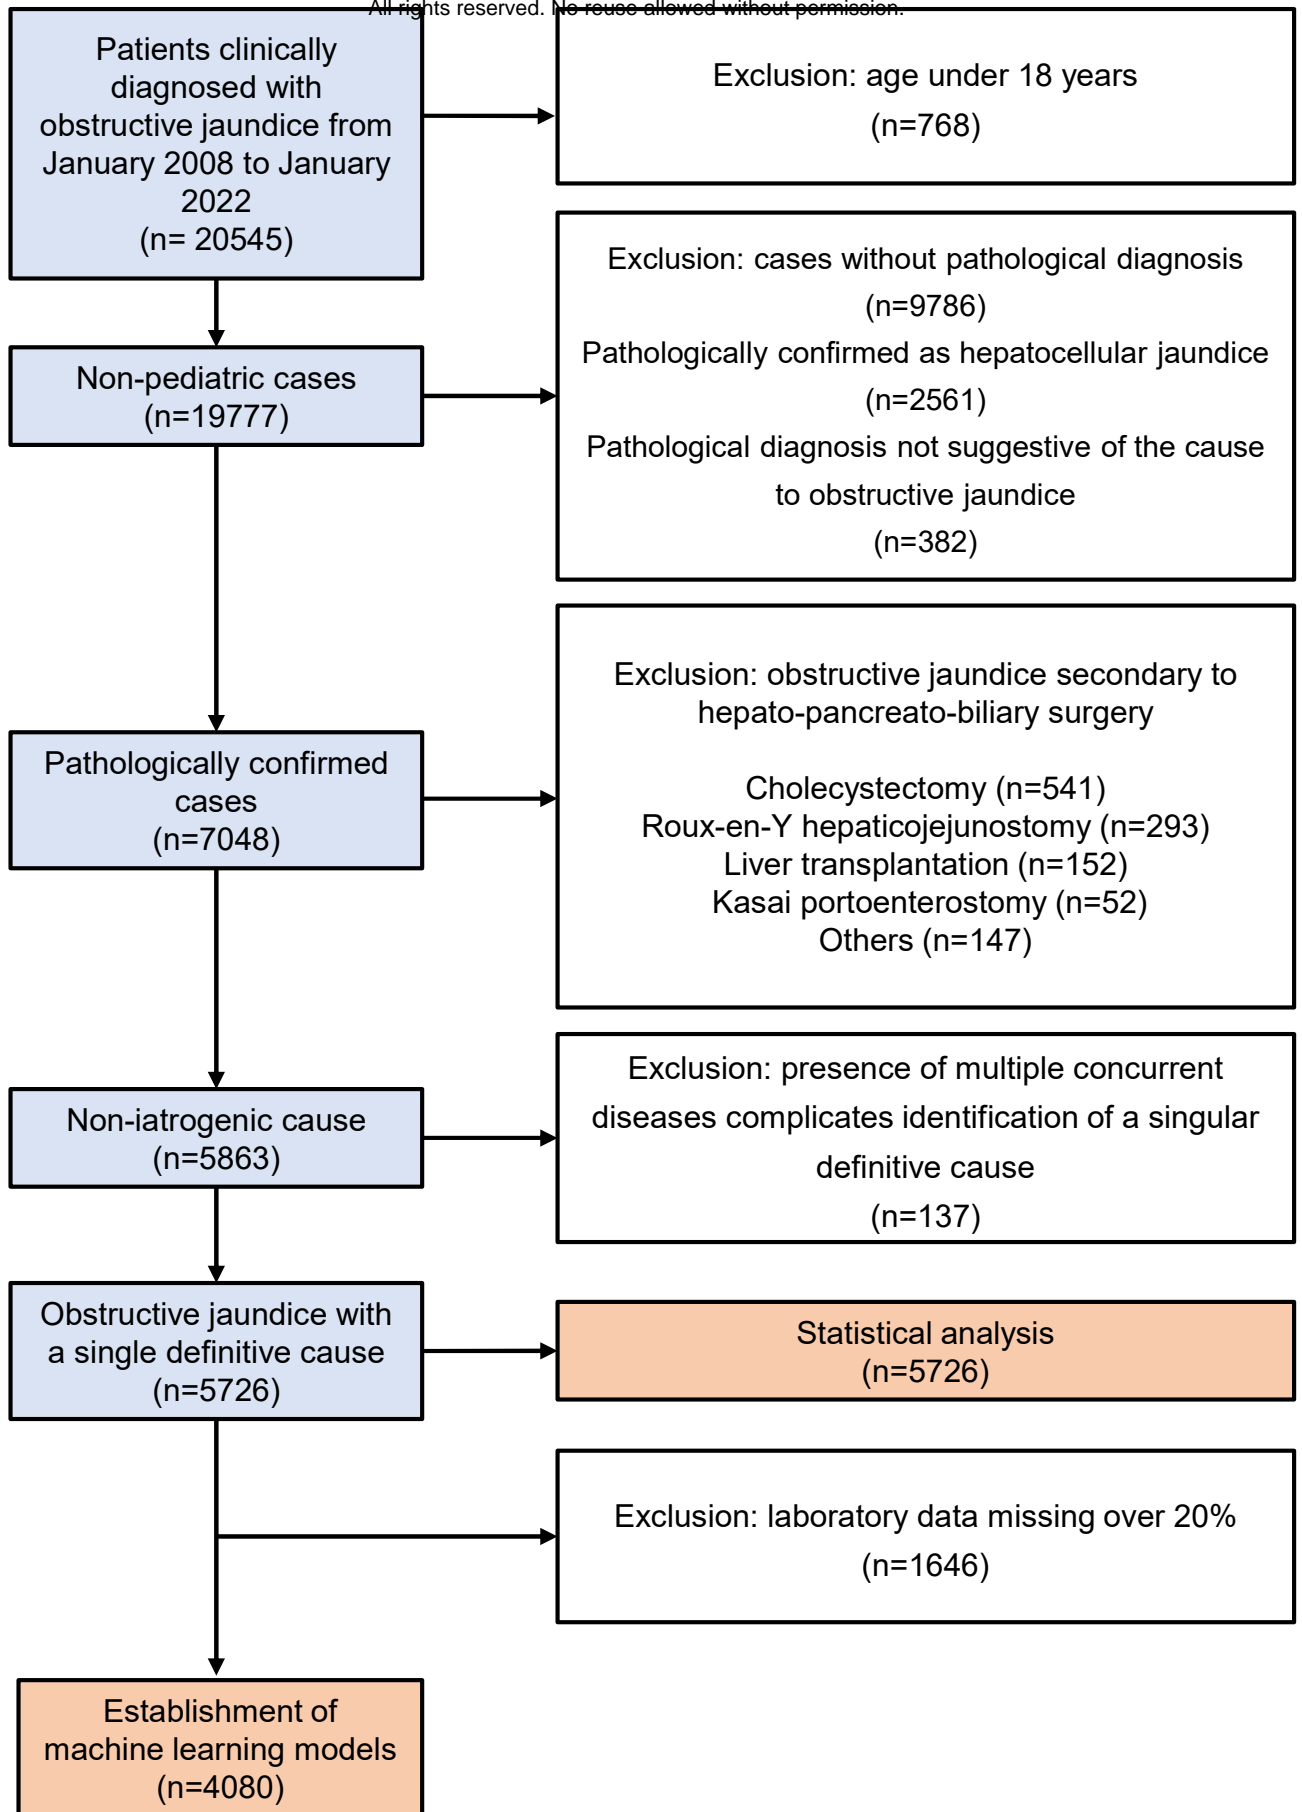 All rights reserved. No reuse allowed without permission.
Patients clinically
diagnosed with
obstructive jaundice from
January 2008 to January
2022
(n= 20545)
Exclusion: age under 18 years
(n=768)
Non-pediatric cases
(n=19777)
Exclusion: cases without pathological diagnosis
(n=9786)
Pathologically confirmed as hepatocellular jaundice
(n=2561)
Pathological diagnosis not suggestive of the cause
to obstructive jaundice
(n=382)
Pathologically confirmed
cases
(n=7048)
Exclusion: obstructive jaundice secondary to
hepato-pancreato-biliary surgery
Cholecystectomy (n=541)
Roux-en-Y hepaticojejunostomy (n=293)
Liver transplantation (n=152)
Kasai portoenterostomy (n=52)
Others (n=147)
Non-iatrogenic cause
(n=5863)
Exclusion: presence of multiple concurrent
diseases complicates identification of a singular
definitive cause
(n=137)
Obstructive jaundice with
a single definitive cause
(n=5726)
Statistical analysis
(n=5726)
Exclusion: laboratory data missing over 20%
(n=1646)
Establishment of
machine learning models
(n=4080)